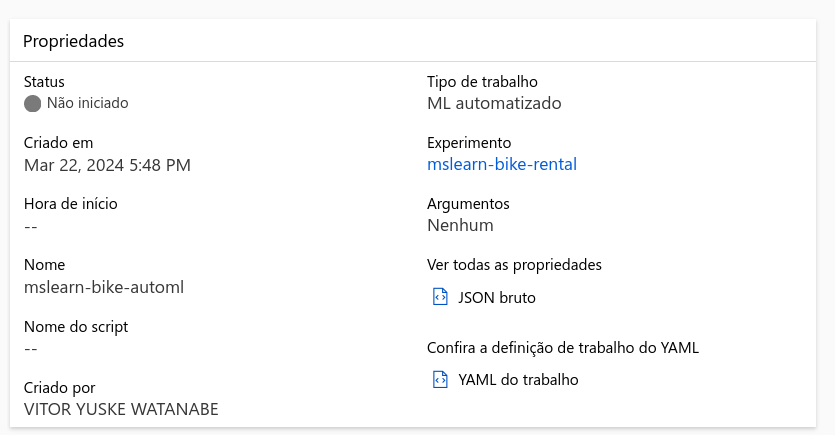 Propriedades
Status
Não iniciado
Criado em
Mar 22, 2024 5:48 PM
Hora de início
--
Nome
mslearn-bike-automl
Nome do script
--
Criado por
VITOR YUSKE WATANABE
Tipo de trabalho
ML automatizado
Experimento
mslearn-bike-rental
Argumentos
Nenhum
Ver todas as propriedades
JSON bruto
Confira a definição de trabalho do YAML
YAML do trabalho